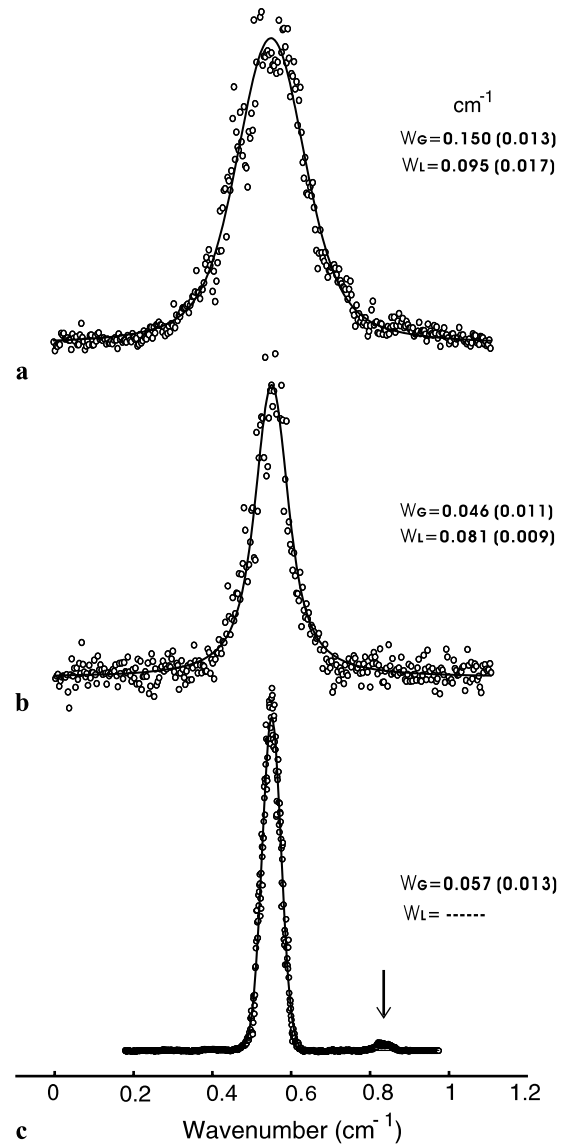 cm-1
WG=0.150 (0.013)
WL=0.095 (0.017)
a
WG=0.046 (0.011)
WL=0.081 (0.009)
b
WG=0.057 (0.013)
WL= ------
0 0.2 0.4 0.6 0.8 1 1.2
c Wavenumber (cm-1)